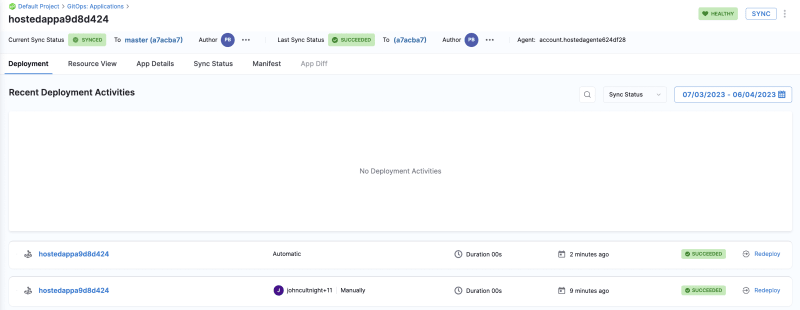 Default Project > GitOps: Applications >
hostedappa9d8d424
HEALTHY SYNC
Current Sync Status SYNCED To master (a7acba7) Author PB ••• Last Sync Status SUCCEEDED To (a7acba7) Author PB ••• Agent: account.hostedagente624df28
Deployment Resource View App Details Sync Status Manifest App Diff
Recent Deployment Activities
Sync Status 07/03/2023 - 06/04/2023
No Deployment Activities
hostedappa9d8d424 Automatic Duration 00s 2 minutes ago SUCCEEDED Redeploy
hostedappa9d8d424 J johncultnight+11 | Manually Duration 00s 9 minutes ago SUCCEEDED Redeploy